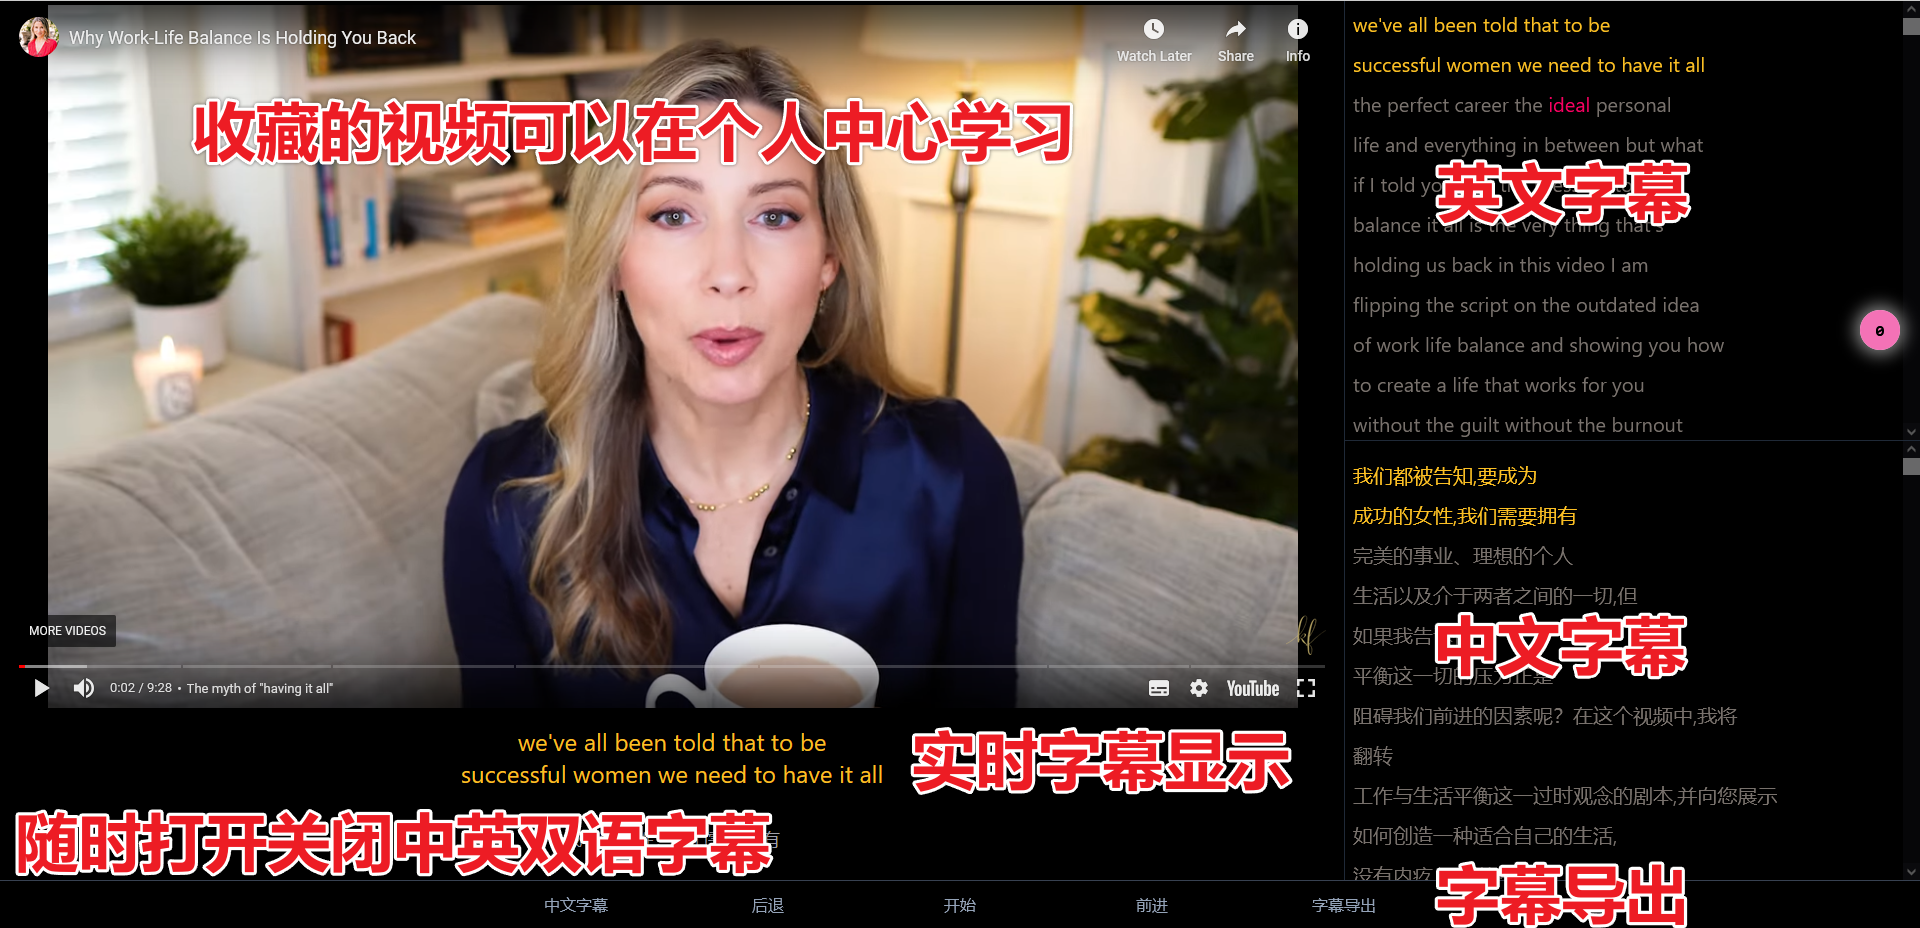 Why Work-Life Balance Is Holding You Back
Watch Later
Share
Info
收藏的视频可以在个人中心学习
MORE VIDEOS
kf
0:02 / 9:28 • The myth of "having it all"
YouTube
we've all been told that to be
successful women we need to have it all
实时字幕显示
随时打开关闭中英双语字幕
有
we've all been told that to be
successful women we need to have it all
the perfect career the ideal personal
life and everything in between but what
if I told you
英文字幕
balance it all is the very thing that's
holding us back in this video I am
flipping the script on the outdated idea
of work life balance and showing you how
to create a life that works for you
without the guilt without the burnout
0
我们都被告知,要成为
成功的女性,我们需要拥有
完美的事业、理想的个人
生活以及介于两者之间的一切,但
如果我告
中文字幕
平衡这一切的压力正是
阻碍我们前进的因素呢？在这个视频中,我将
翻转
工作与生活平衡这一过时观念的剧本,并向您展示
如何创造一种适合自己的生活,
没有内疚
字幕导出
中文字幕
后退
开始
前进
字幕导出